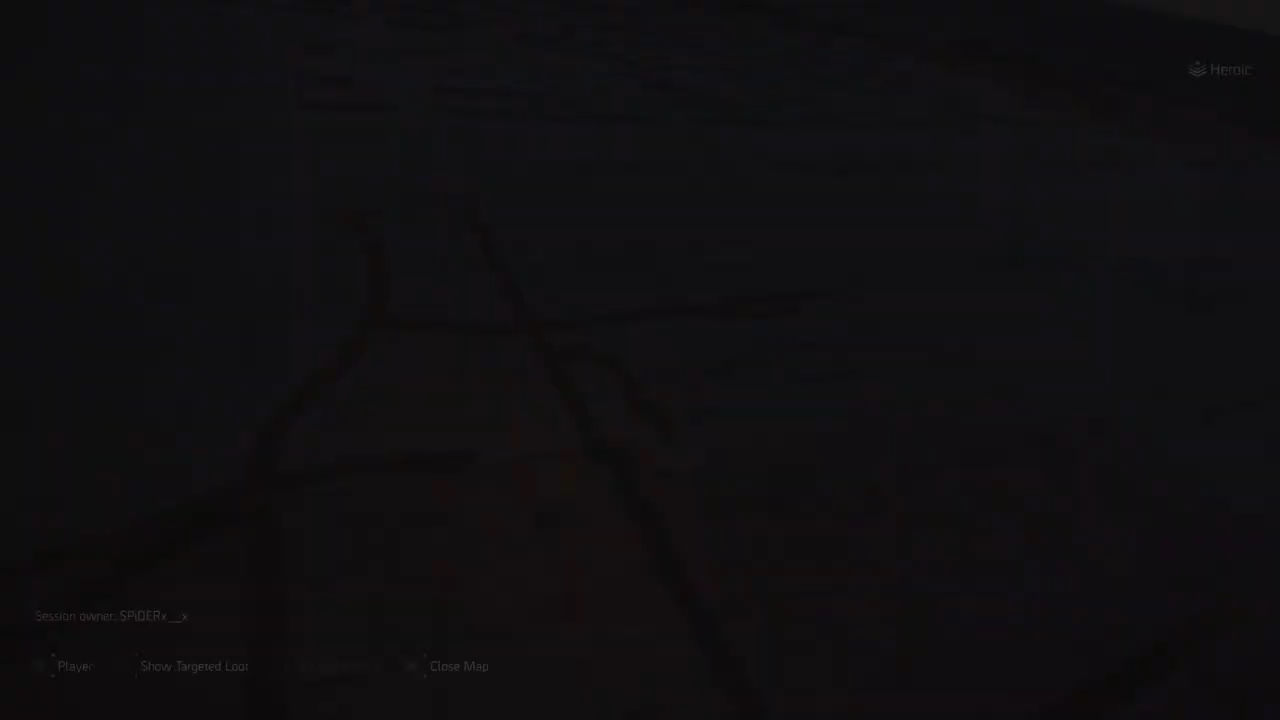 Heroic
Session owner: SPiDERx__x
Player Show Targeted Loot Close Map